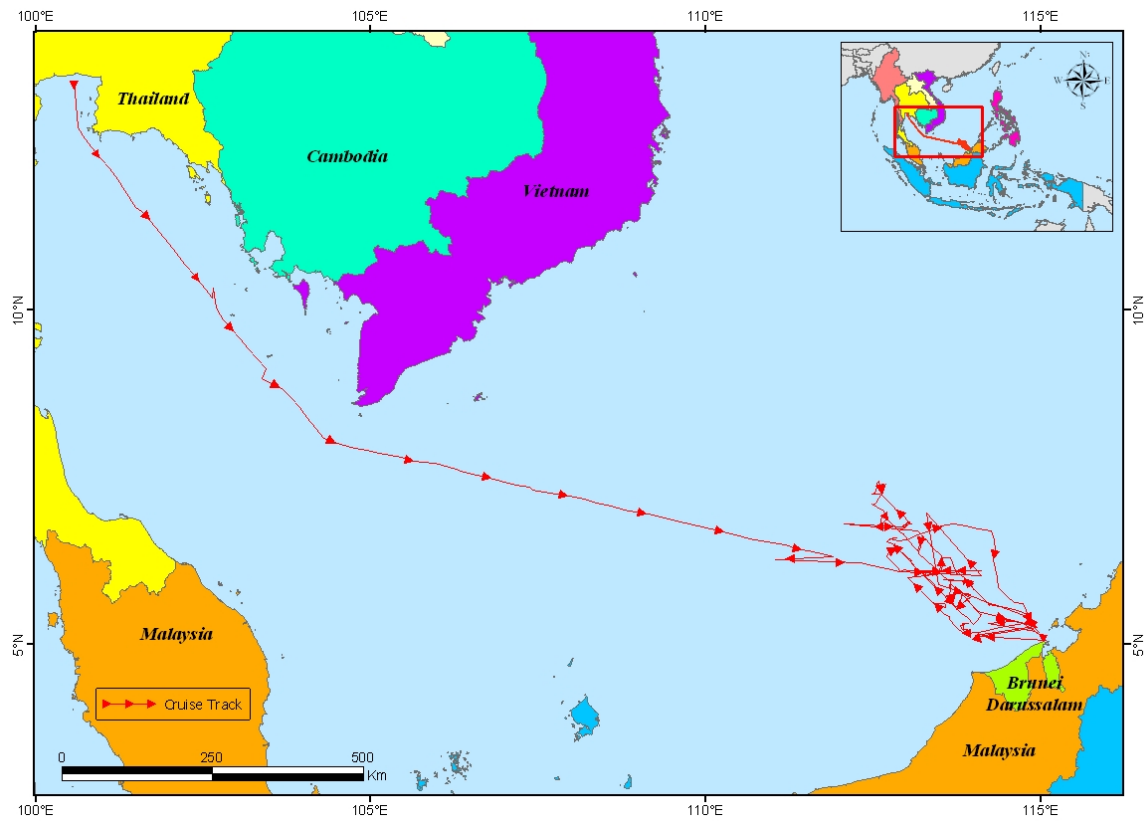 100°E 105°E 110°E 115°E
N
W E
S
Thailand
Cambodia
Vietnam
10°N 10°N
Malaysia
5°N 5°N
Brunei
Darussalam
Cruise Track
Malaysia
0 250 500
Km
100°E 105°E 110°E 115°E